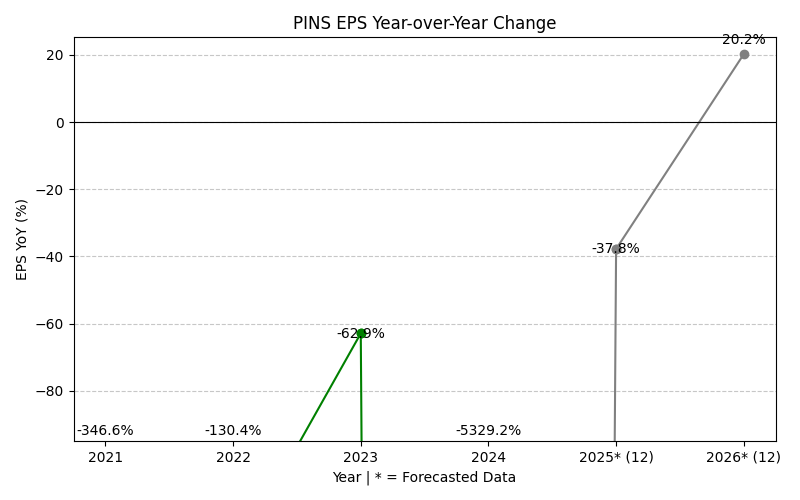 PINS EPS Year-over-Year Change
20.2%
20
0
−20
-37.8%
−40
EPS YoY (%)
−60
-62.9%
−80
-346.6% -130.4% -5329.2%
2021 2022 2023 2024 2025* (12) 2026* (12)
Year | * = Forecasted Data